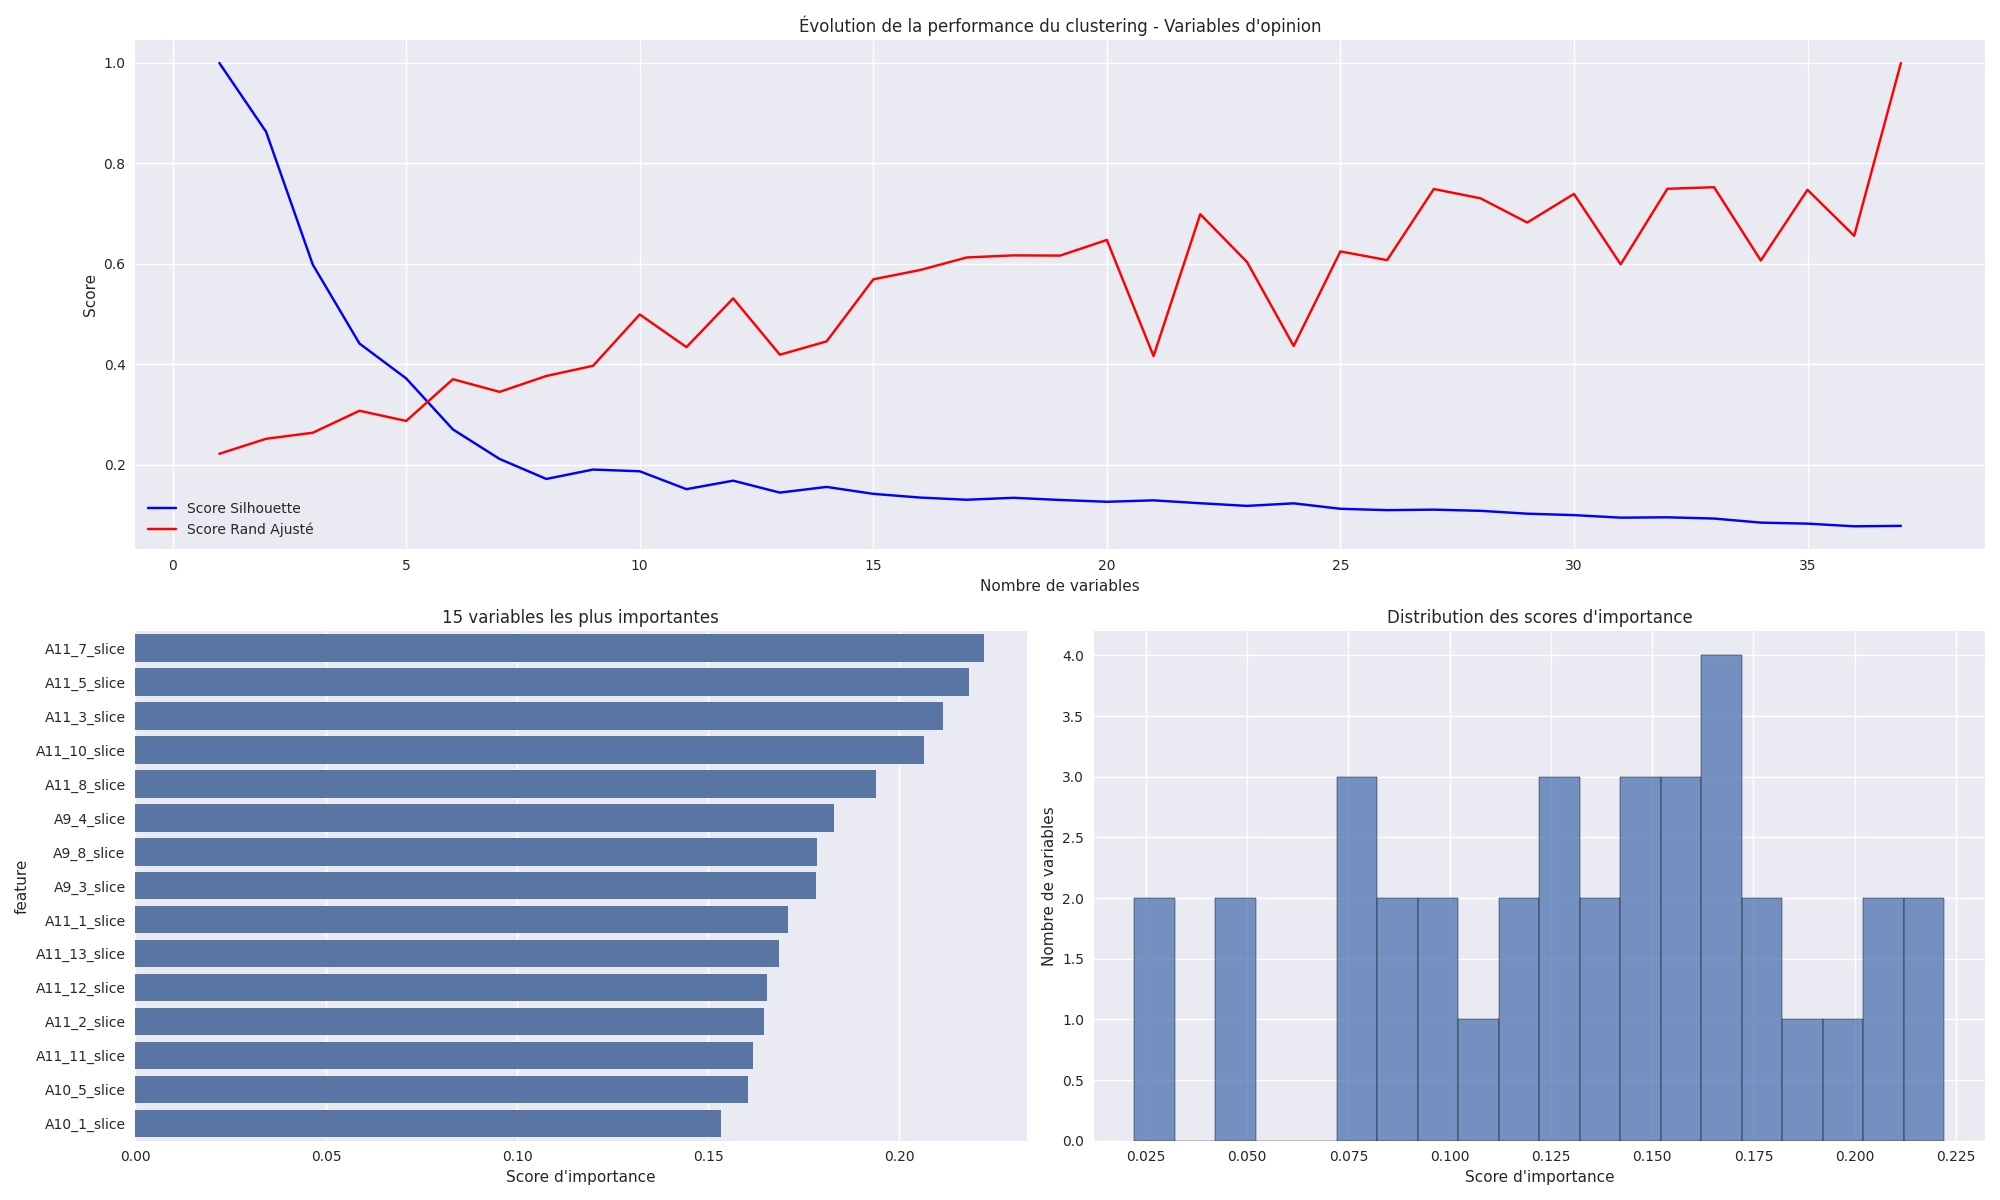 Évolution de la performance du clustering - Variables d'opinion
Score
1.0
0.8
0.6
0.4
0.2
Score Silhouette
Score Rand Ajusté
0 5 10 15 20 25 30 35
Nombre de variables
15 variables les plus importantes
feature
A11_7_slice
A11_5_slice
A11_3_slice
A11_10_slice
A11_8_slice
A9_4_slice
A9_8_slice
A9_3_slice
A11_1_slice
A11_13_slice
A11_12_slice
A11_2_slice
A11_11_slice
A10_5_slice
A10_1_slice
0.00 0.05 0.10 0.15 0.20
Score d'importance
Distribution des scores d'importance
Nombre de variables
4.0
3.5
3.0
2.5
2.0
1.5
1.0
0.5
0.0
0.025 0.050 0.075 0.100 0.125 0.150 0.175 0.200 0.225
Score d'importance